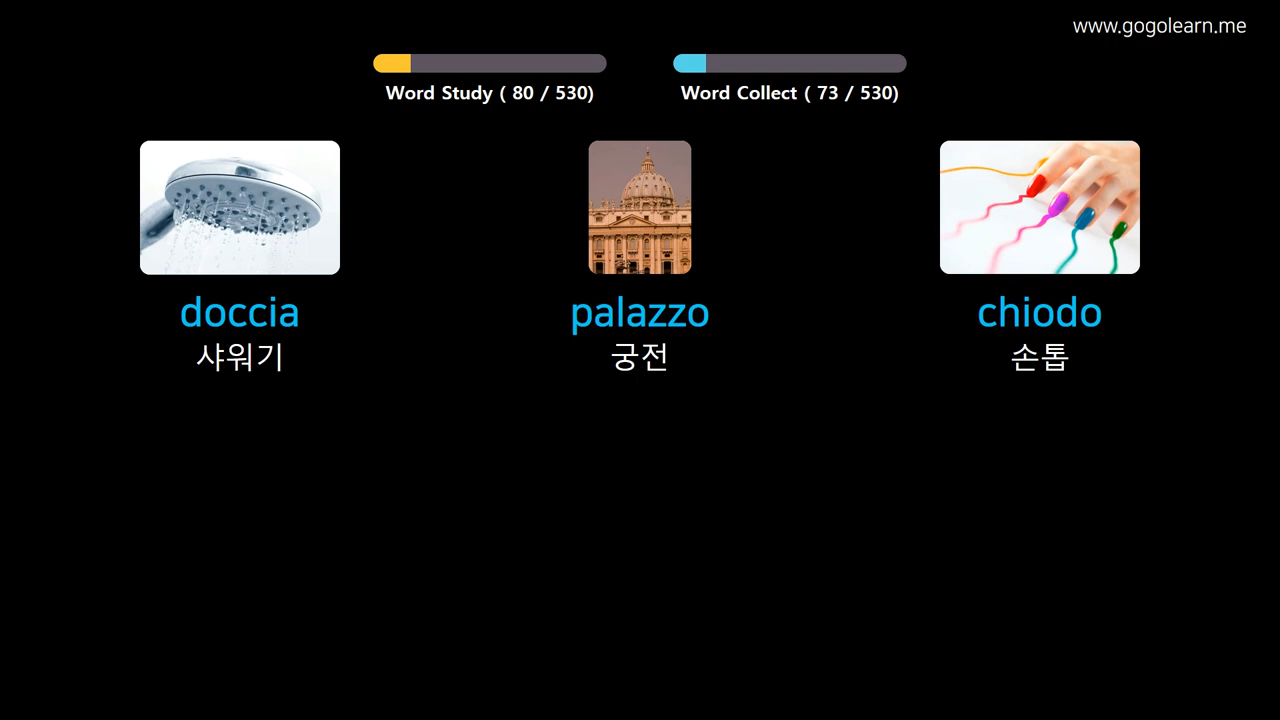 www.gogolearn.me
Word Study ( 80 / 530)
Word Collect ( 73 / 530)
doccia
palazzo
chiodo
샤워기
궁전
손톱